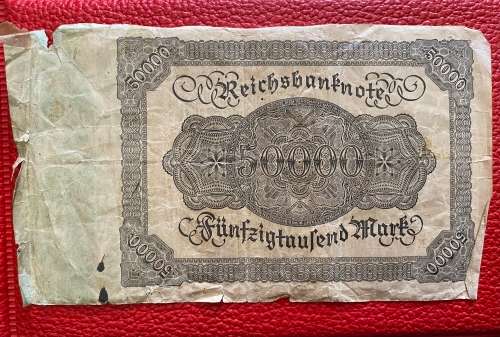 50000 50000
Reichsbanknote
50000
Fünfzigtausend Mark
50000 50000